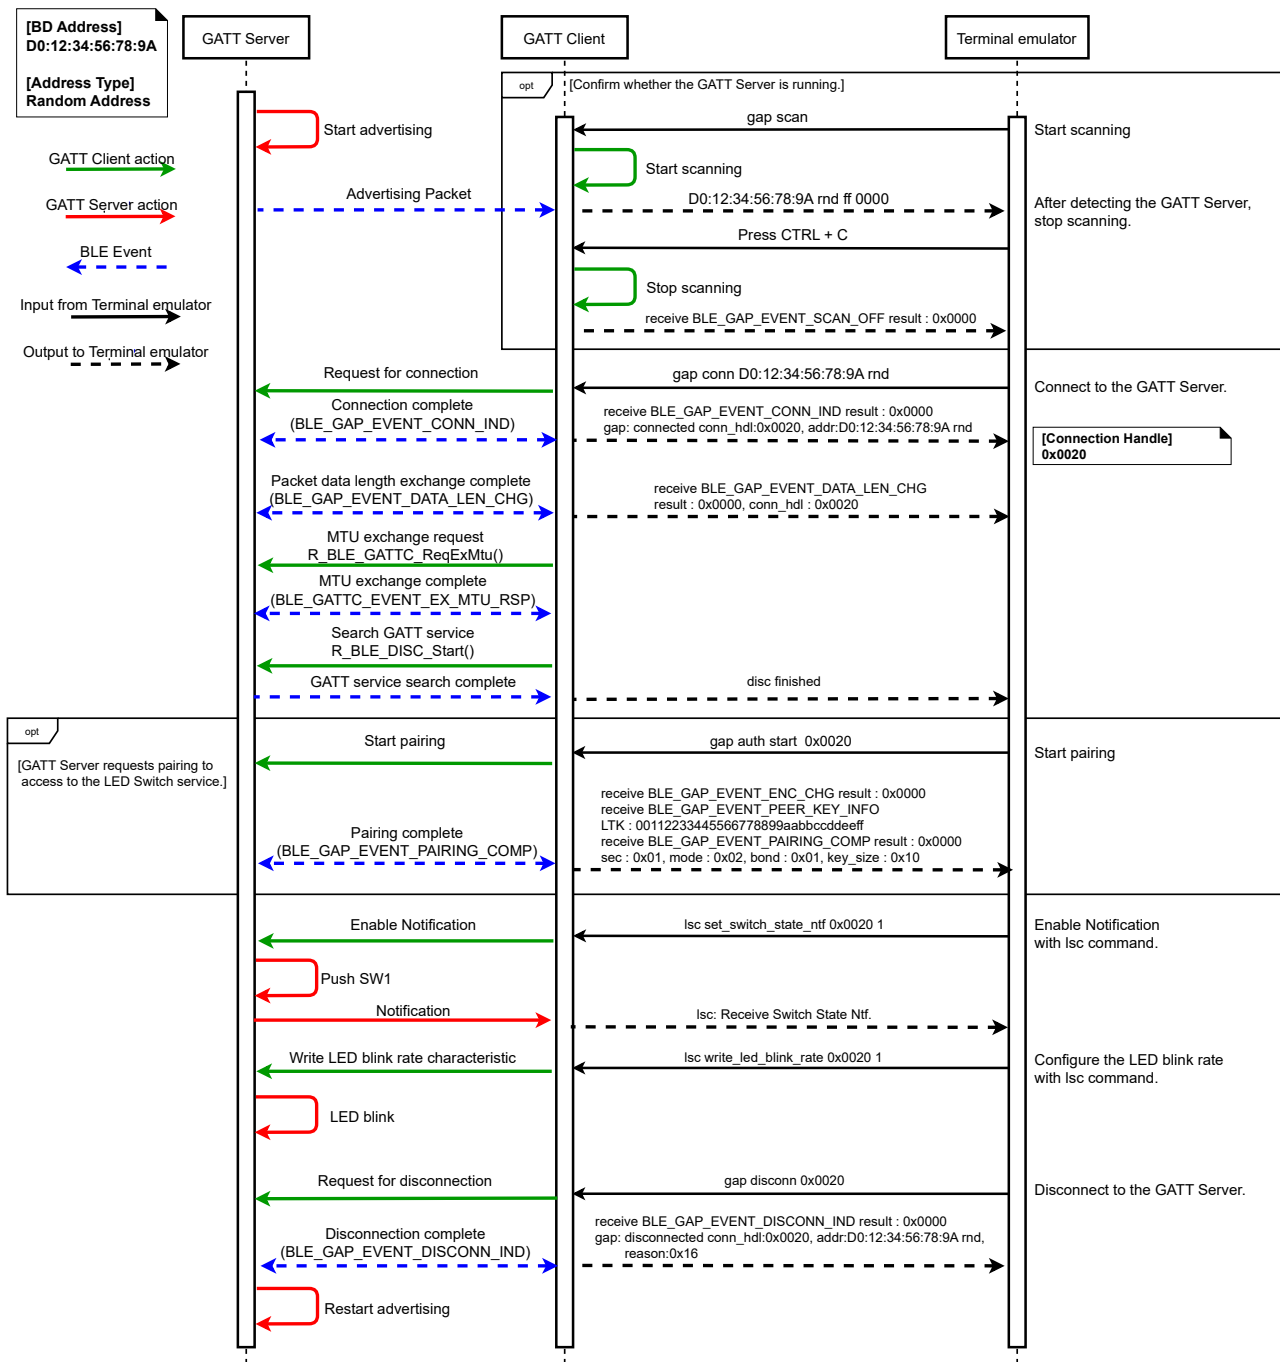 [BD Address]
D0:12:34:56:78:9A
[Address Type]
Random Address
GATT Server
GATT Client
Terminal emulator
opt
[Confirm whether the GATT Server is running.]
Start advertising
gap scan
Start scanning
GATT Client action
Start scanning
Advertising Packet
D0:12:34:56:78:9A rnd ff 0000
After detecting the GATT Server,
stop scanning.
GATT Server action
Press CTRL + C
BLE Event
Stop scanning
Input from Terminal emulator
receive BLE_GAP_EVENT_SCAN_OFF result : 0x0000
Output to Terminal emulator
Request for connection
gap conn D0:12:34:56:78:9A rnd
Connect to the GATT Server.
Connection complete
(BLE_GAP_EVENT_CONN_IND)
receive BLE_GAP_EVENT_CONN_IND result : 0x0000
gap: connected conn_hdl:0x0020, addr:D0:12:34:56:78:9A rnd
[Connection Handle]
0x0020
Packet data length exchange complete
(BLE_GAP_EVENT_DATA_LEN_CHG)
receive BLE_GAP_EVENT_DATA_LEN_CHG
result : 0x0000, conn_hdl : 0x0020
MTU exchange request
R_BLE_GATTC_ReqExMtu()
MTU exchange complete
(BLE_GATTC_EVENT_EX_MTU_RSP)
Search GATT service
R_BLE_DISC_Start()
GATT service search complete
disc finished
opt
[GATT Server requests pairing to
access to the LED Switch service.]
Start pairing
gap auth start  0x0020
Start pairing
receive BLE_GAP_EVENT_ENC_CHG result : 0x0000
receive BLE_GAP_EVENT_PEER_KEY_INFO
LTK : 00112233445566778899aabbccddeeff
receive BLE_GAP_EVENT_PAIRING_COMP result : 0x0000
sec : 0x01, mode : 0x02, bond : 0x01, key_size : 0x10
Pairing complete
(BLE_GAP_EVENT_PAIRING_COMP)
Enable Notification
lsc set_switch_state_ntf 0x0020 1
Enable Notification
with lsc command.
Push SW1
Notification
lsc: Receive Switch State Ntf.
Write LED blink rate characteristic
lsc write_led_blink_rate 0x0020 1
Configure the LED blink rate
with lsc command.
LED blink
Request for disconnection
gap disconn 0x0020
Disconnect to the GATT Server.
Disconnection complete
(BLE_GAP_EVENT_DISCONN_IND)
receive BLE_GAP_EVENT_DISCONN_IND result : 0x0000
gap: disconnected conn_hdl:0x0020, addr:D0:12:34:56:78:9A rnd,
reason:0x16
Restart advertising